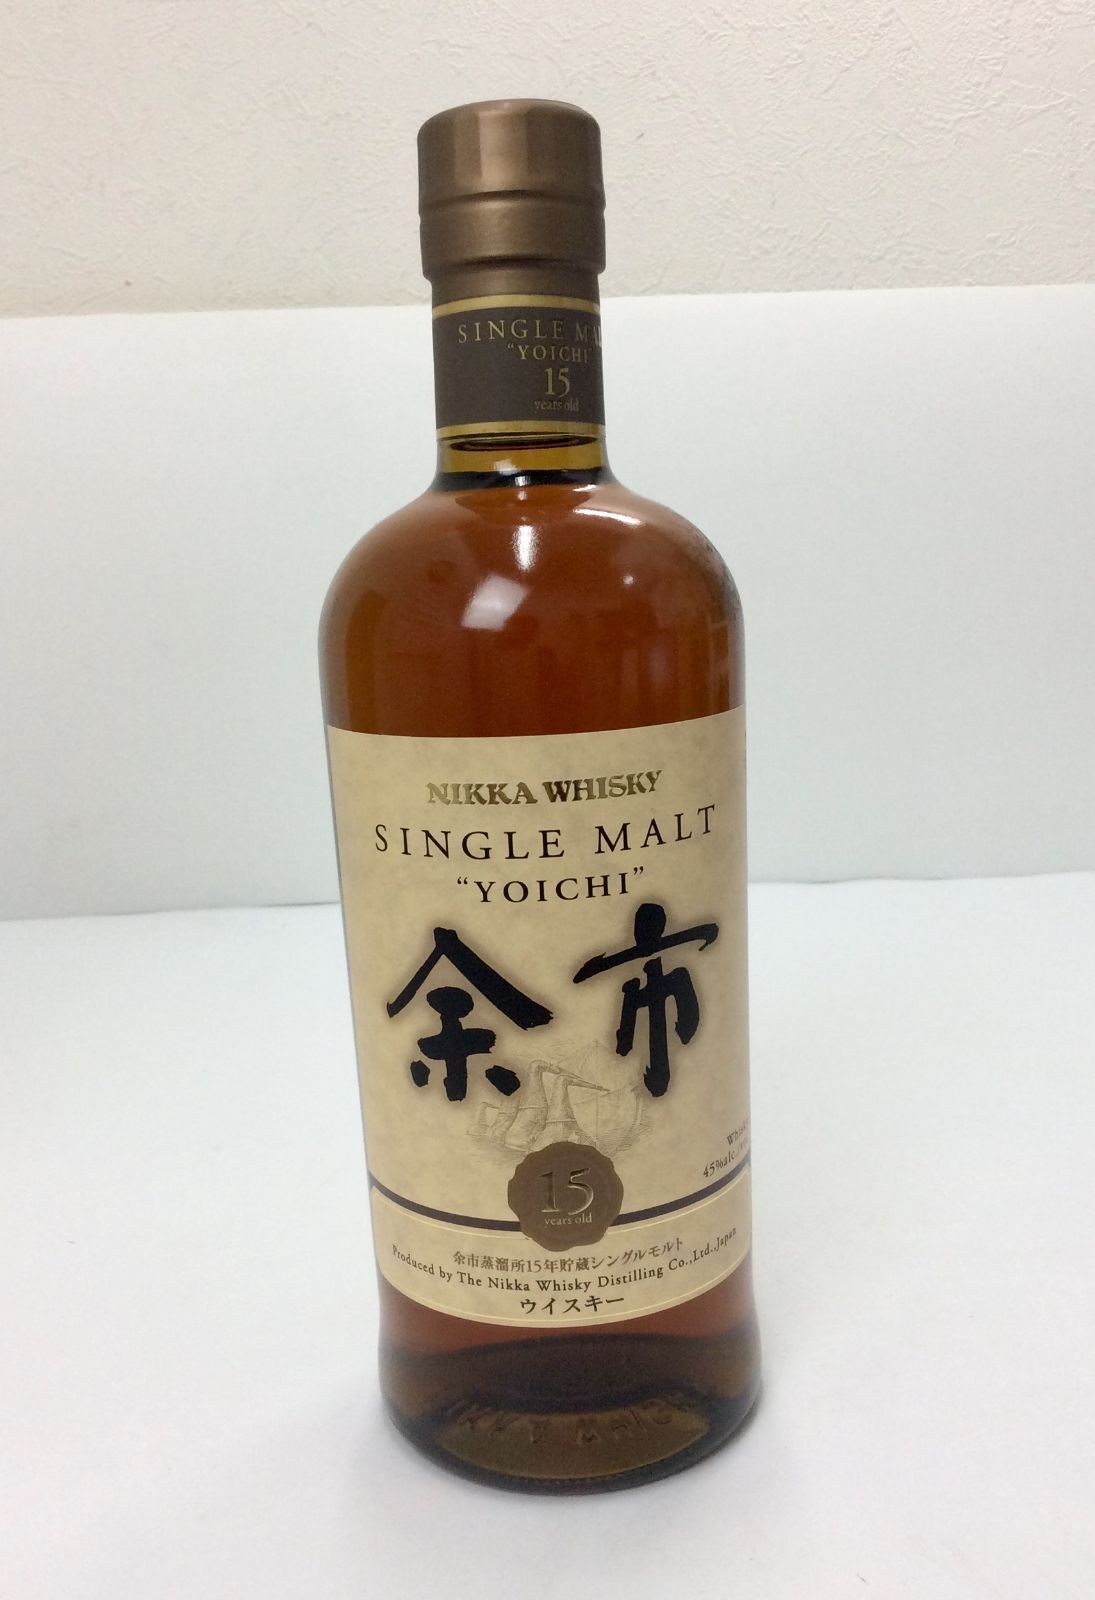 SINGLE
"YOICHI"
15
years old
NIKKA WHISKY
SINGLE MALT
"YOICHI"
余市
45%alc.
15
years old
余市蒸溜所15年貯蔵シングルモルト
Produced by The Nikka Whisky Distilling Co.,Ltd.,Japan
ウイスキー